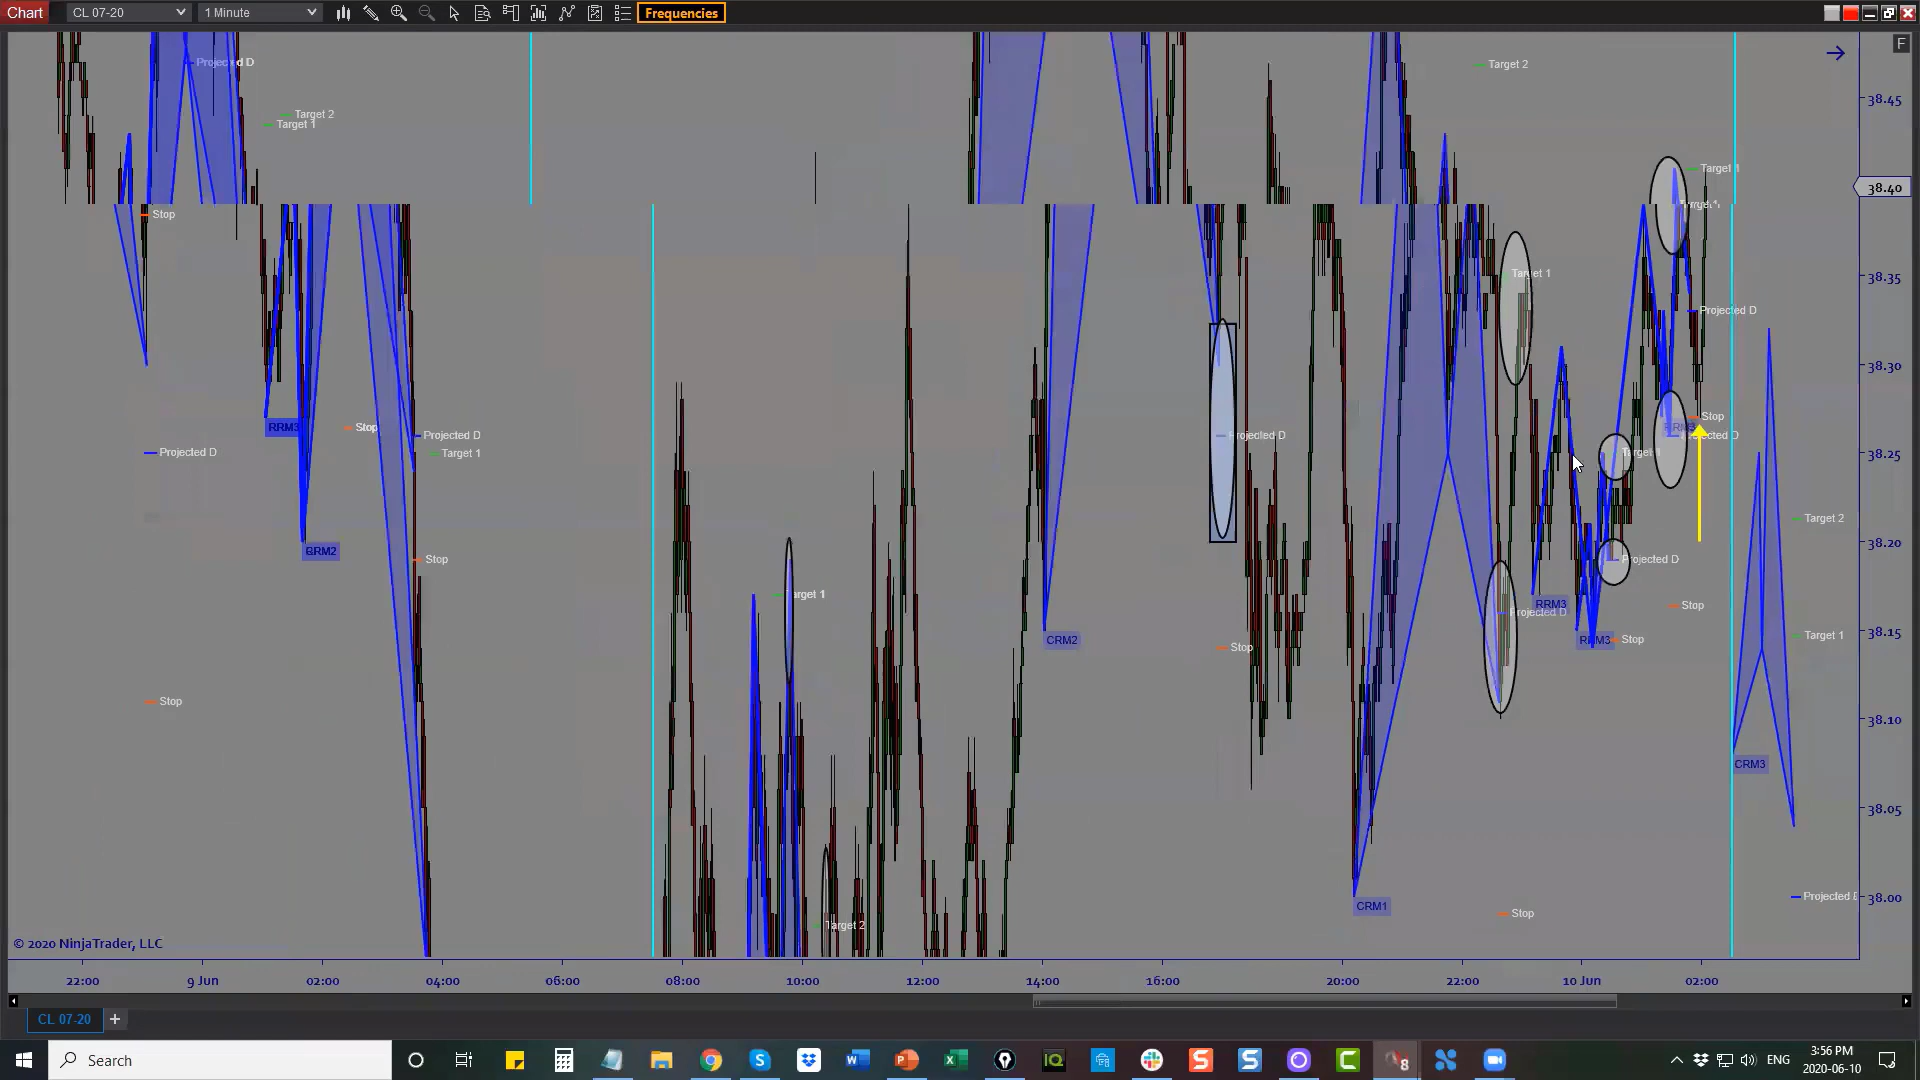 Chart CL 07-20 1 Minute Frequencies
F
Projected D
Target 2
Target 2
Target 1
38.45
Target 1
38.40
Stop
Target 1
38.35
Projected D
38.30
Stop
RRM3
Stop
Projected D
Projected D
Projected D
Projected D
Target 1
Target 1
38.25
Target 2
GRM2
38.20
Stop
Projected D
Target 1
RRM3
Projected D
Stop
CRM2
Stop
RRM3
Stop
Target 1
38.15
Stop
38.10
CRM3
38.05
Projected D
38.00
CRM1
Stop
Target 2
© 2020 NinjaTrader, LLC
22:00 9 Jun 02:00 04:00 06:00 08:00 10:00 12:00 14:00 16:00 20:00 22:00 10 Jun 02:00
CL 07-20 +
Search
ENG
3:56 PM
2020-06-10